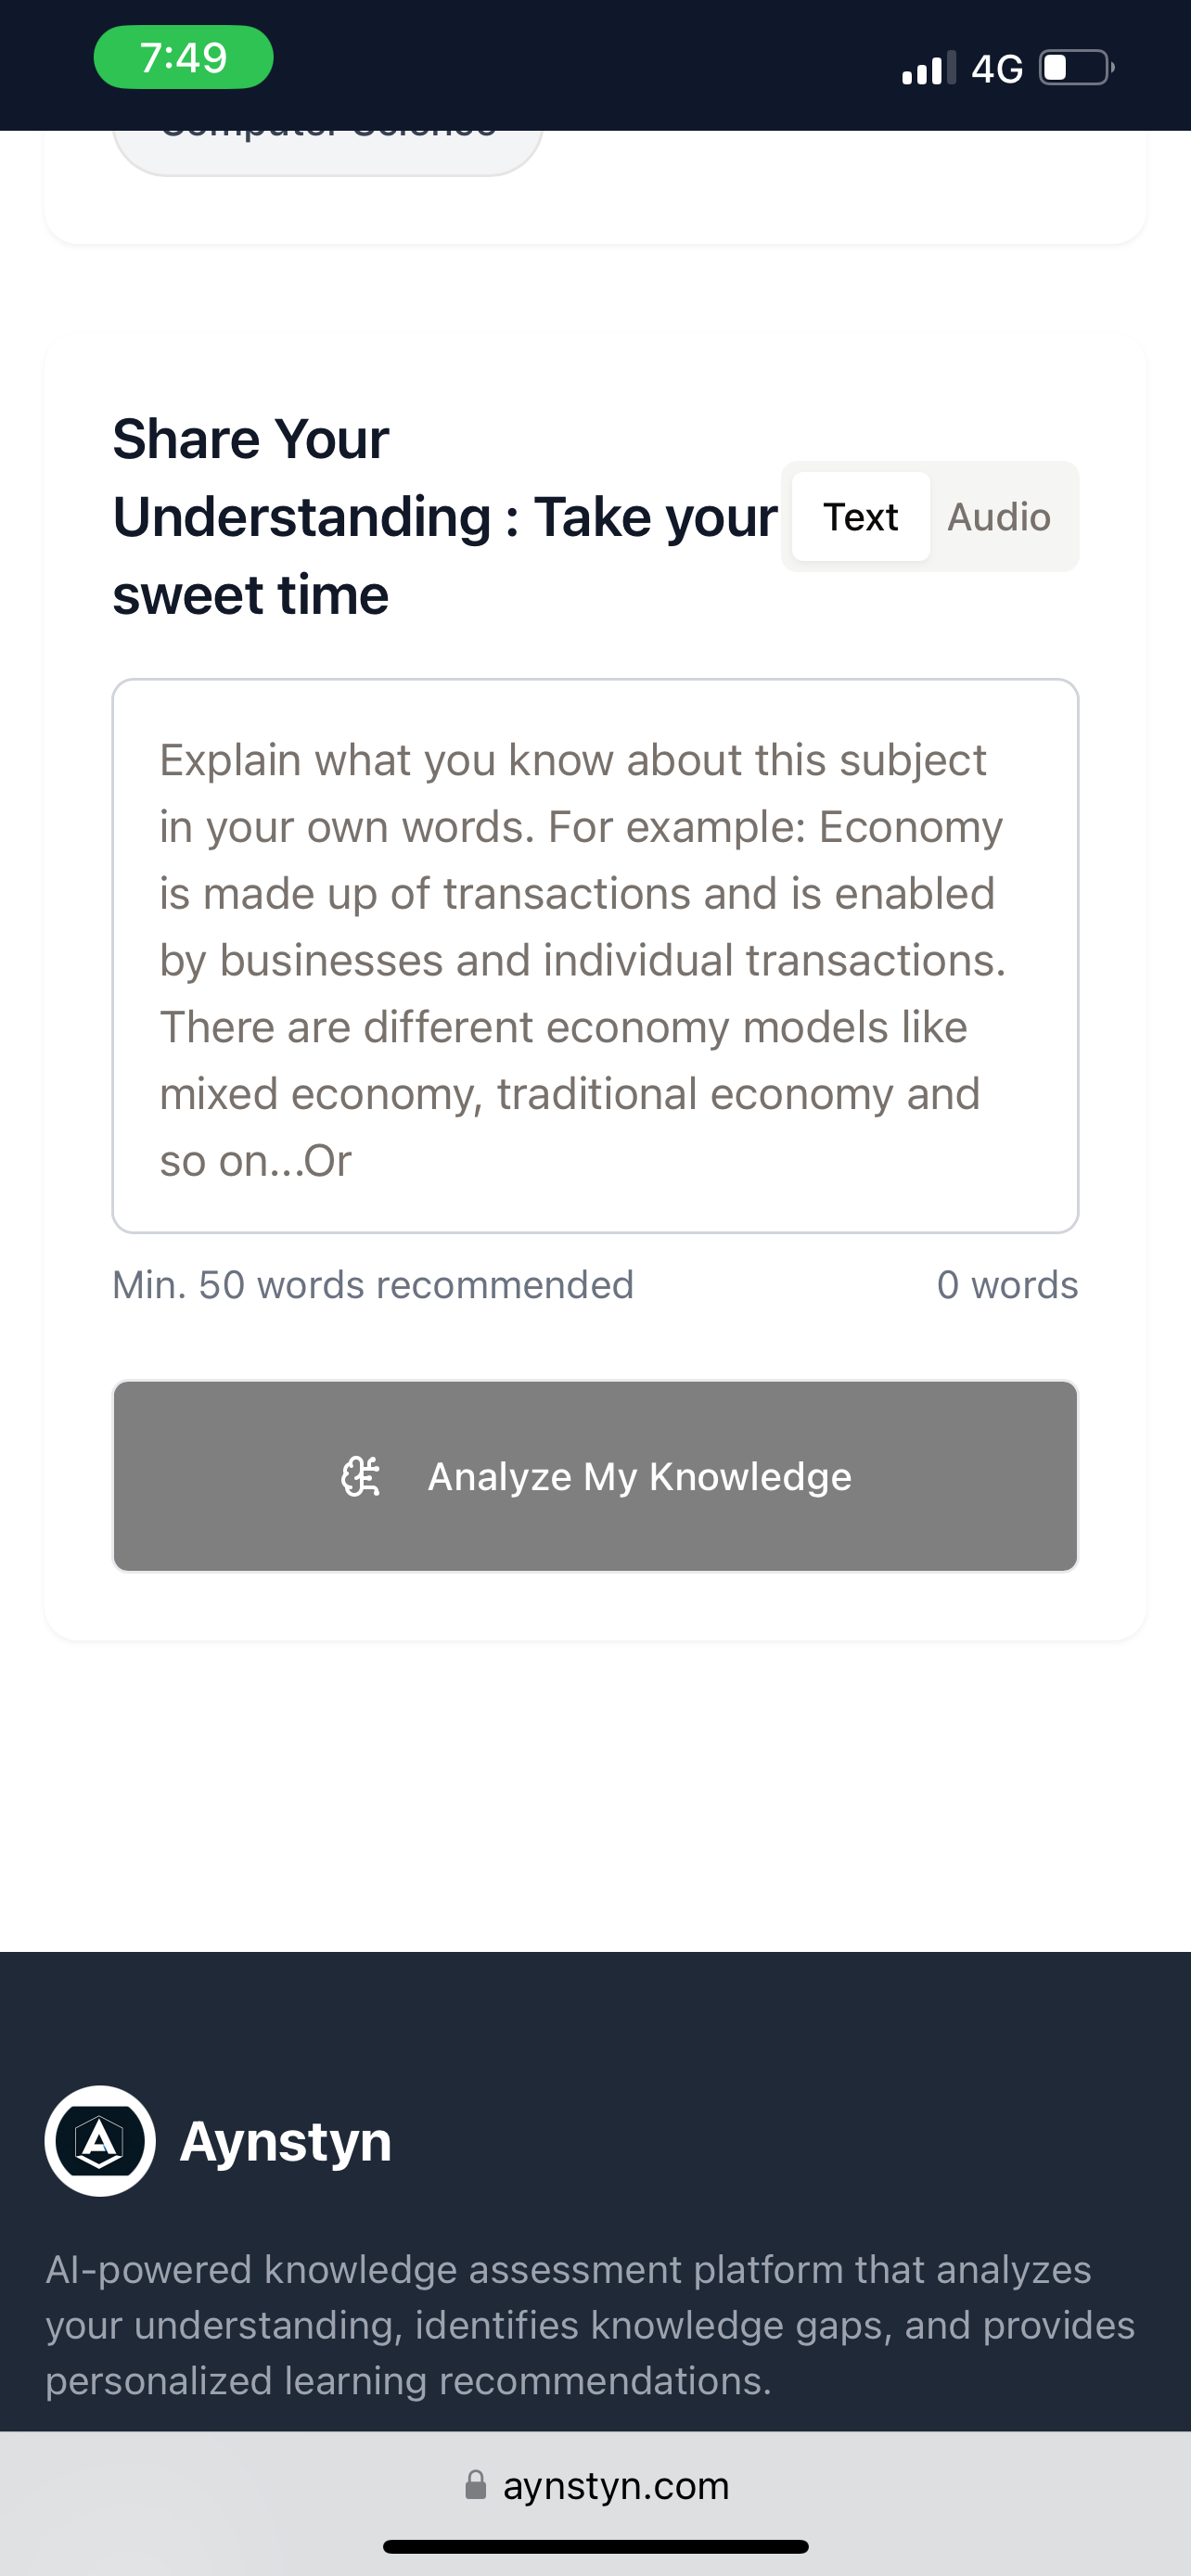 7:49
4G
Computer Science
Share Your
Understanding : Take your
sweet time
Text
Audio
Explain what you know about this subject
in your own words. For example: Economy
is made up of transactions and is enabled
by businesses and individual transactions.
There are different economy models like
mixed economy, traditional economy and
so on...Or
Min. 50 words recommended
0 words
Analyze My Knowledge
Aynstyn
AI-powered knowledge assessment platform that analyzes
your understanding, identifies knowledge gaps, and provides
personalized learning recommendations.
aynstyn.com